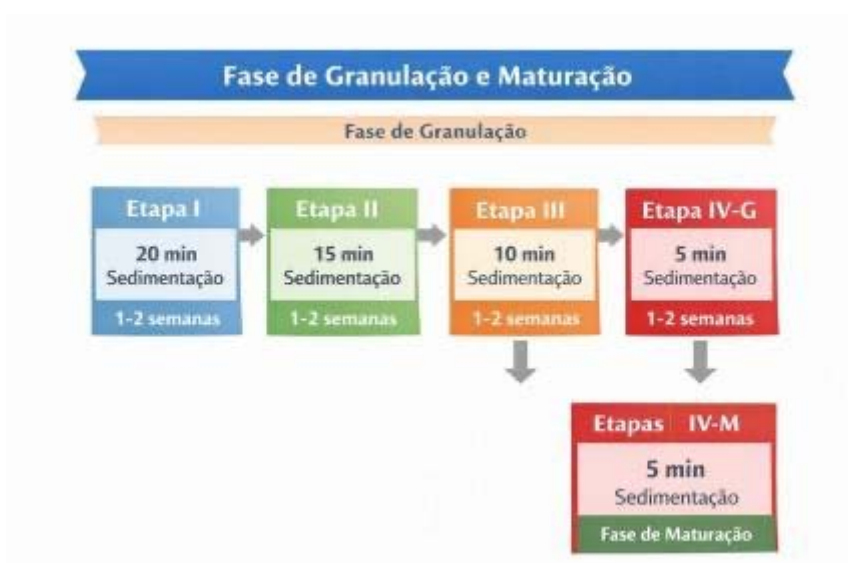 Fase de Granulação e Maturação
Fase de Granulação
Etapa I
20 min
Sedimentação
1-2 semanas
Etapa II
15 min
Sedimentação
1-2 semanas
Etapa III
10 min
Sedimentação
1-2 semanas
Etapa IV-G
5 min
Sedimentação
1-2 semanas
Etapas IV-M
5 min
Sedimentação
Fase de Maturação